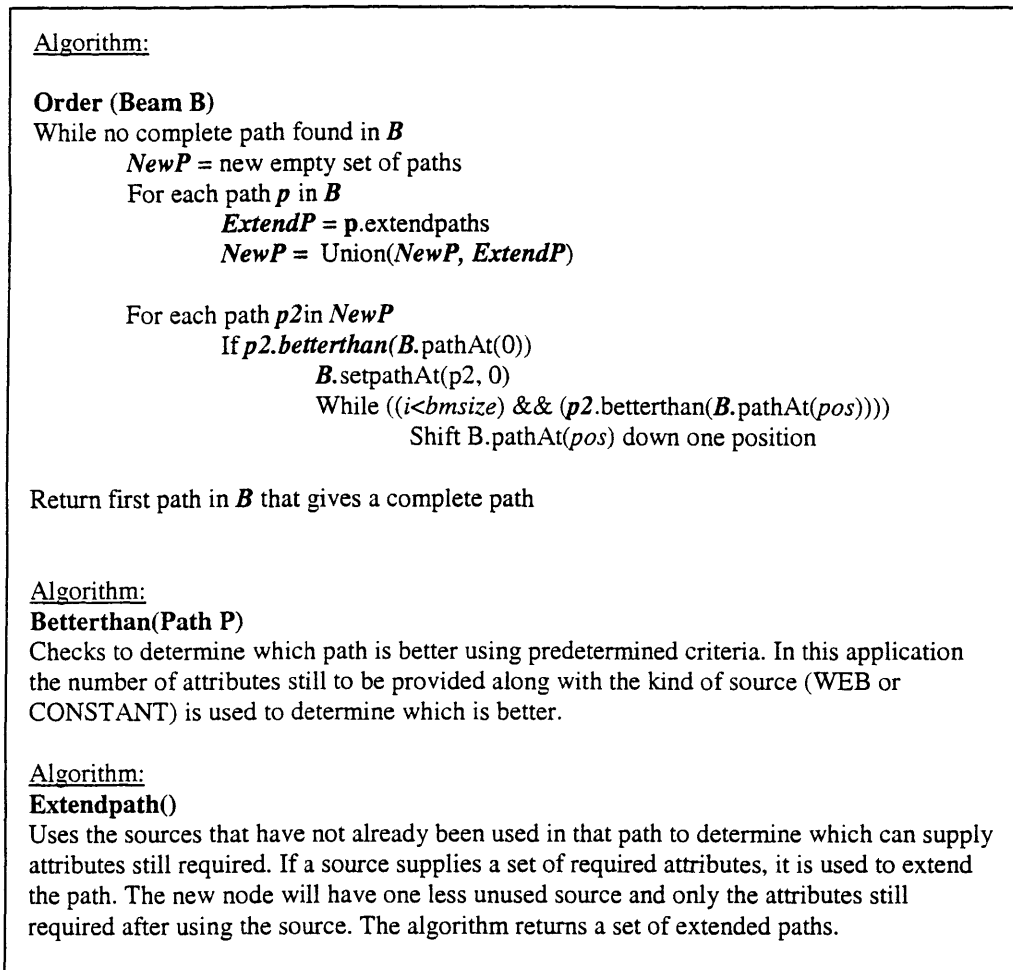 Algorithm:
Order (Beam B)
While no complete path found in B
NewP = new empty set of paths
For each path p in B
ExtendP = p.extendpaths
NewP = Union(NewP, ExtendP)
For each path p2in NewP
If p2.betterthan(B.pathAt(0))
B.setpathAt(p2, 0)
While ((i<bmsize) && (p2.betterthan(B.pathAt(pos))))
Shift B.pathAt(pos) down one position
Return first path in B that gives a complete path
Algorithm:
Betterthan(Path P)
Checks to determine which path is better using predetermined criteria. In this application
the number of attributes still to be provided along with the kind of source (WEB or
CONSTANT) is used to determine which is better.
Algorithm:
Extendpath()
Uses the sources that have not already been used in that path to determine which can supply
attributes still required. If a source supplies a set of required attributes, it is used to extend
the path. The new node will have one less unused source and only the attributes still
required after using the source. The algorithm returns a set of extended paths.